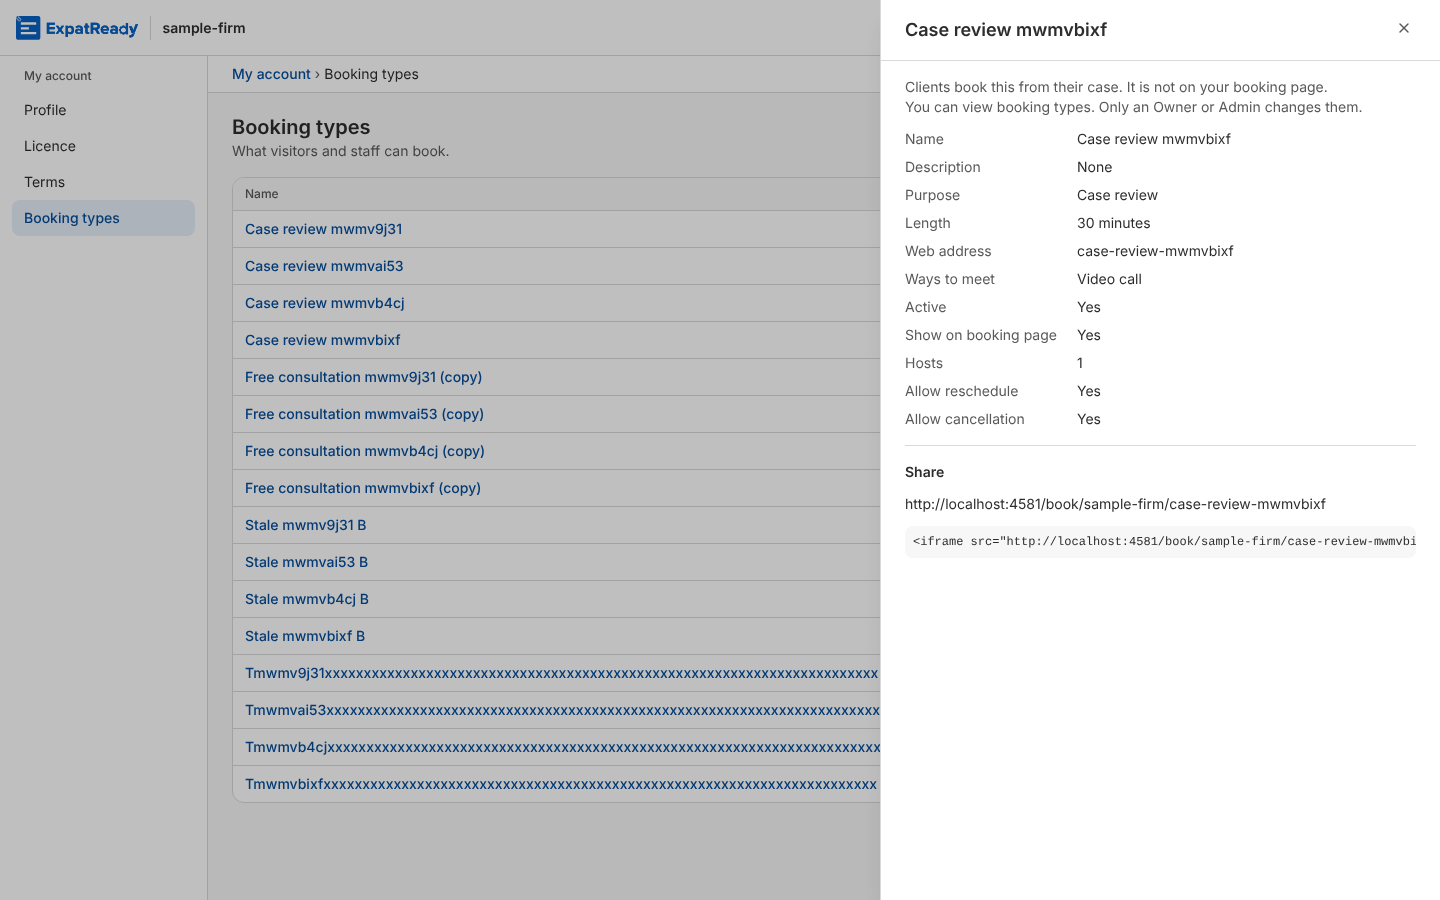 ExpatReady
sample-firm
My account
Profile
Licence
Terms
Booking types
My account › Booking types
Booking types
What visitors and staff can book.
Name
Case review mwmv9j31
Case review mwmvai53
Case review mwmvb4cj
Case review mwmvbixf
Free consultation mwmv9j31 (copy)
Free consultation mwmvai53 (copy)
Free consultation mwmvb4cj (copy)
Free consultation mwmvbixf (copy)
Stale mwmv9j31 B
Stale mwmvai53 B
Stale mwmvb4cj B
Stale mwmvbixf B
Case review mwmvbixf
Clients book this from their case. It is not on your booking page.
You can view booking types. Only an Owner or Admin changes them.
Name Case review mwmvbixf
Description None
Purpose Case review
Length 30 minutes
Web address case-review-mwmvbixf
Ways to meet Video call
Active Yes
Show on booking page Yes
Hosts 1
Allow reschedule Yes
Allow cancellation Yes
Share
http://localhost:4581/book/sample-firm/case-review-mwmvbixf
<iframe src="http://localhost:4581/book/sample-firm/case-review-mwmvbi